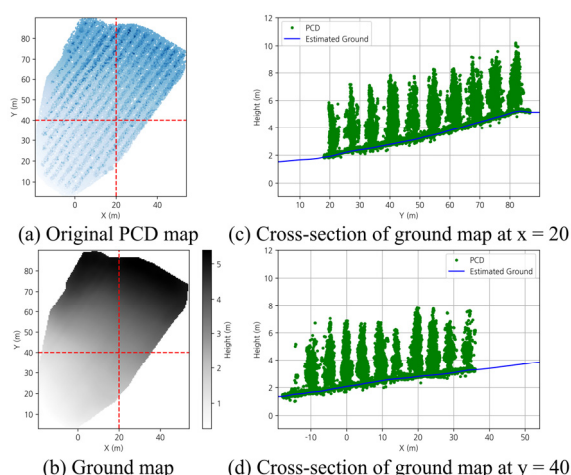 80
70
60
50
40
30
20
10
Y (m)
0 20 40
X (m)
(a) Original PCD map
12
10
8
6
4
2
0
Height (m)
PCD
Estimated Ground
10 20 30 40 50 60 70 80
Y (m)
(c) Cross-section of ground map at x = 20
80
70
60
50
40
30
20
10
Y (m)
0 20 40
X (m)
5
4
3
2
1
Height (m)
(b) Ground map
12
10
8
6
4
2
0
Height (m)
PCD
Estimated Ground
-10 0 10 20 30 40 50
X (m)
(d) Cross-section of ground map at y = 40